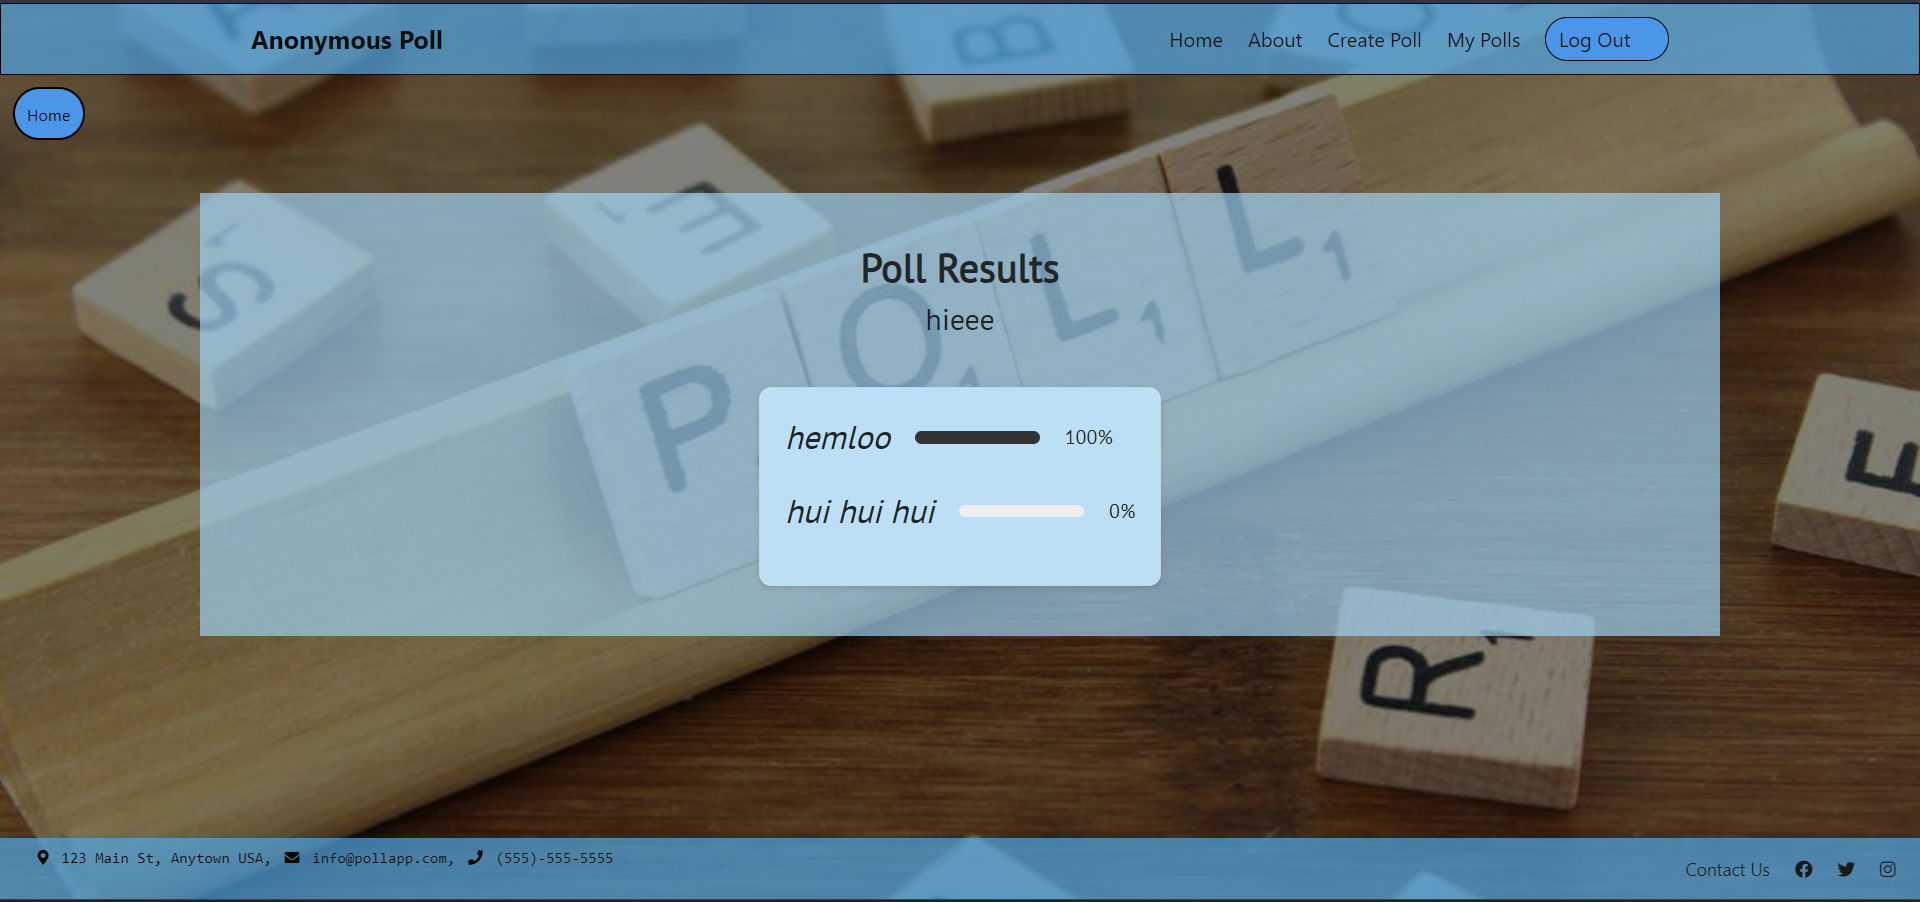 Anonymous Poll
Home About Create Poll My Polls Log Out
Home
Poll Results
hieee
hemloo 100%
hui hui hui 0%
123 Main St, Anytown USA, info@pollapp.com, (555)-555-5555
Contact Us
B
S
E
P O L L
E
R